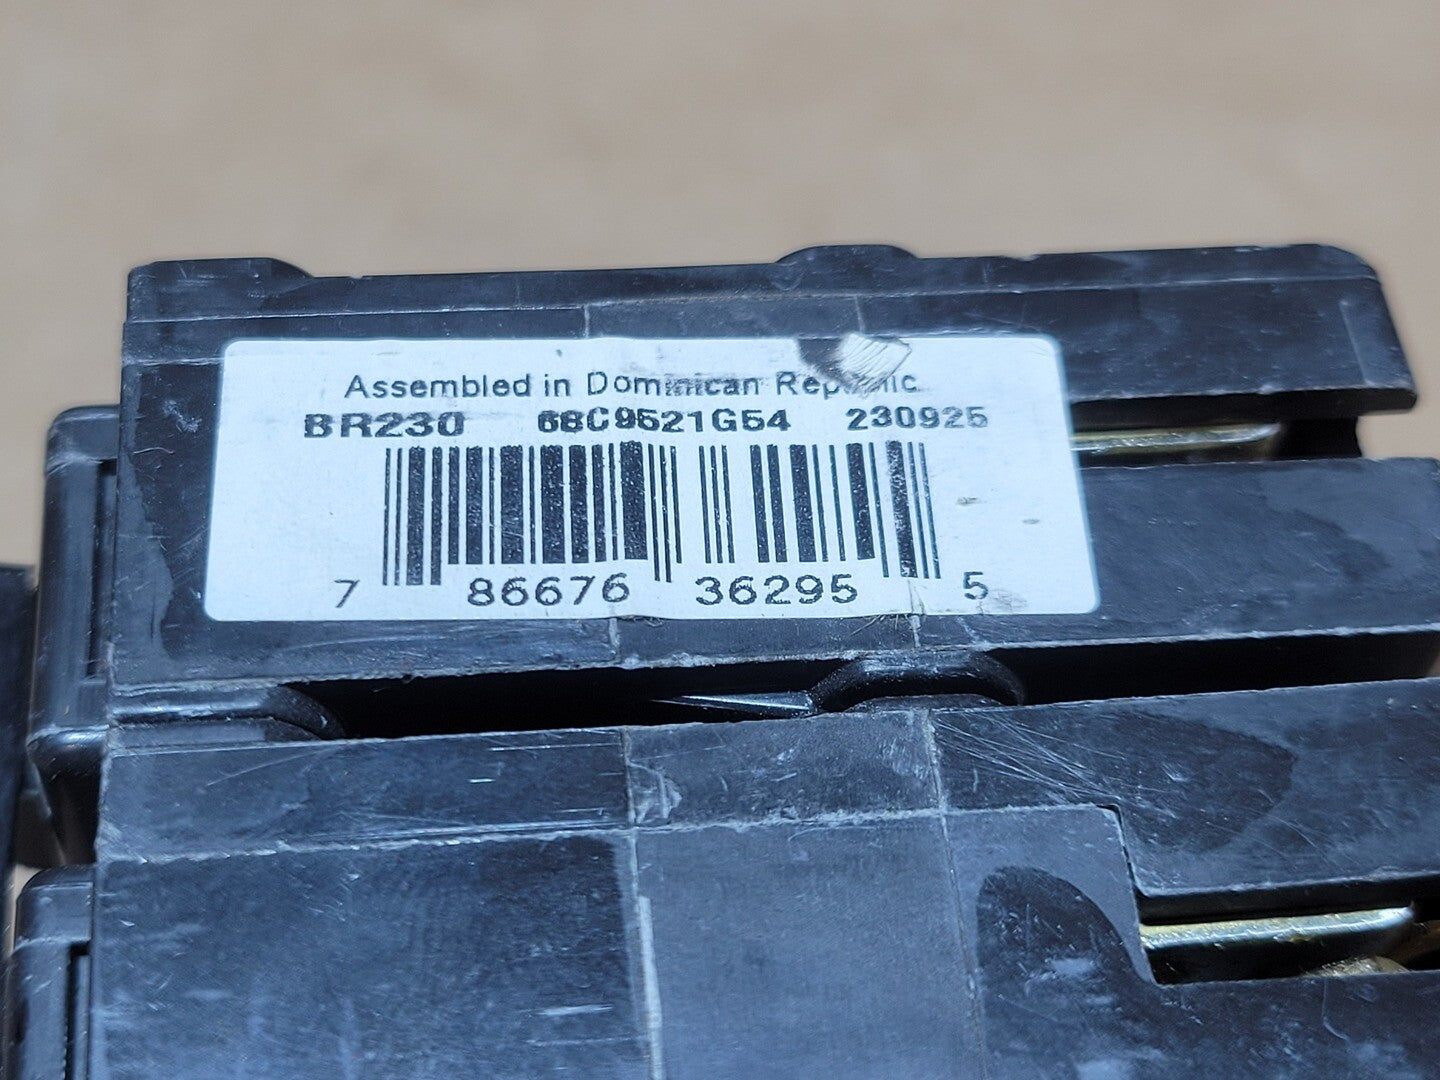 Assembled in Dominican Republic
BR230 68C9521G54 230925
7 86676 36295 5